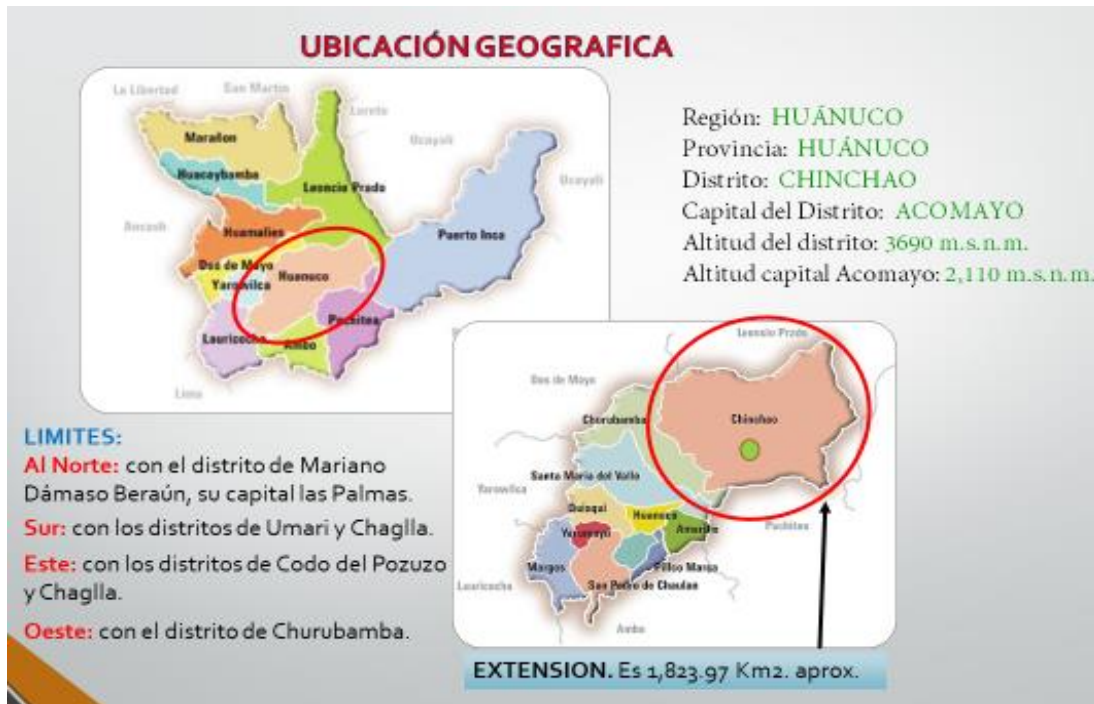 UBICACIÓN GEOGRAFICA
La Libertad
San Martin
Loreto
Ucayali
Ucayali
Marañon
Huacaybamba
Leoncio Prado
Ancash
Huamalies
Puerto Inca
Dos de Mayo
Huanuco
Yarowilca
Pachitea
Lauricocha
Ambo
Lima
Región: HUÁNUCO
Provincia: HUÁNUCO
Distrito: CHINCHAO
Capital del Distrito: ACOMAYO
Altitud del distrito: 3690 m.s.n.m.
Altitud capital Acomayo: 2,110 m.s.n.m.
Leonsio Prado
Dos de Mayo
Churubamba
Chinchao
Santa Maria del Valle
Yarowilca
Quisqui
Huanuco
Amarilis
Pachitea
Yarumayo
Margos
Pillco Marca
Lauricocha
San Pedro de Chaulan
Ambo
LIMITES:
Al Norte: con el distrito de Mariano
Dámaso Beraún, su capital las Palmas.
Sur: con los distritos de Umari y Chaglla.
Este: con los distritos de Codo del Pozuzo
y Chaglla.
Oeste: con el distrito de Churubamba.
EXTENSION. Es 1,823.97 Km2. aprox.